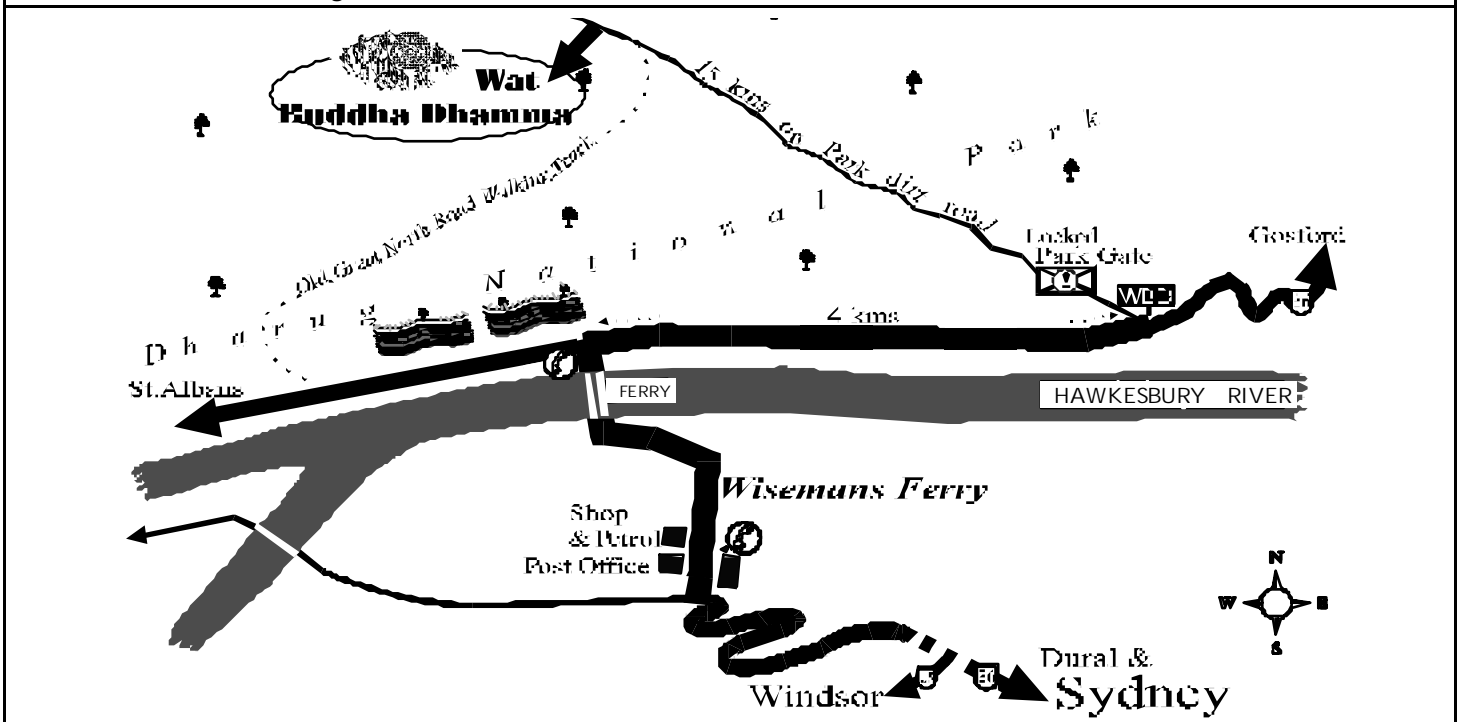 Wat
Buddha Dhamma
15 kms on Park dirt road
Old Great North Road Walking Track
Dharug National Park
Locked
Park Gate
Gosford
WBD
4 kms
St.Albans
FERRY
HAWKESBURY RIVER
Wisemans Ferry
Shop
& Petrol
Post Office
N
W E
S
Dural &
Windsor
Sydney